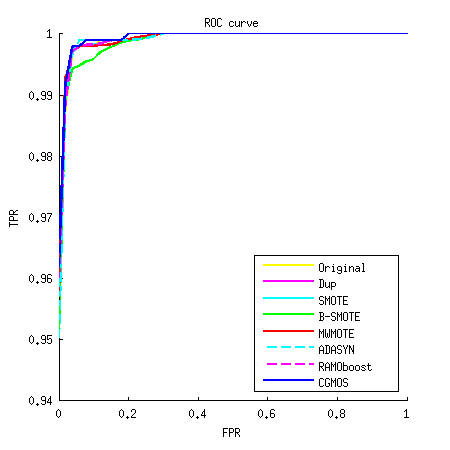 ROC curve
1
0.99
0.98
0.97
0.96
0.95
0.94
TPR
0 0.2 0.4 0.6 0.8 1
FPR
Original
Dup
SMOTE
B-SMOTE
MWMOTE
ADASYN
RAMOboost
CGMOS